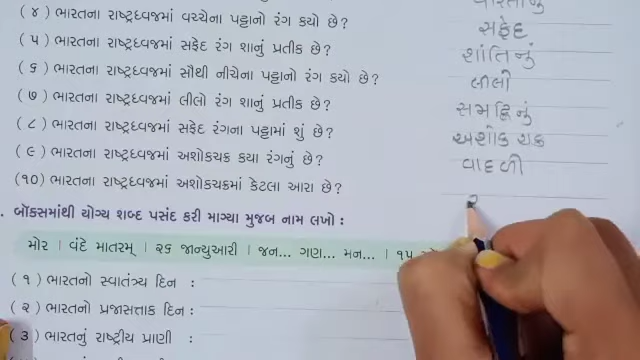 (૪) ભારતના રાષ્ટ્રધ્વજમાં વચ્ચેના પટ્ટાનો રંગ કયો છે? સફેદ
(૫) ભારતના રાષ્ટ્રધ્વજમાં સફેદ રંગ શાનું પ્રતીક છે? શાંતિનું
(૬) ભારતના રાષ્ટ્રધ્વજમાં સૌથી નીચેના પટ્ટાનો રંગ કયો છે? લીલી
(૭) ભારતના રાષ્ટ્રધ્વજમાં લીલો રંગ શાનું પ્રતીક છે?
(૮) ભારતના રાષ્ટ્રધ્વજમાં સફેદ રંગના પટ્ટામાં શું છે? અશોક ચક્ર
(૯) ભારતના રાષ્ટ્રધ્વજમાં અશોકચક્ર કયા રંગનું છે? વાદળી
(૧૦) ભારતના રાષ્ટ્રધ્વજમાં અશોકચક્રમાં કેટલા આરા છે? ૨
. બૉક્સમાંથી યોગ્ય શબ્દ પસંદ કરી માગ્યા મુજબ નામ લખો :
મોર | વંદે માતરમ્ | ૨૬ જાન્યુઆરી | જન... ગણ... મન... | ૧૫
(૧) ભારતનો સ્વાતંત્ર્ય દિન :
(૨) ભારતનો પ્રજાસત્તાક દિન :
(૩) ભારતનું રાષ્ટ્રીય પ્રાણી :